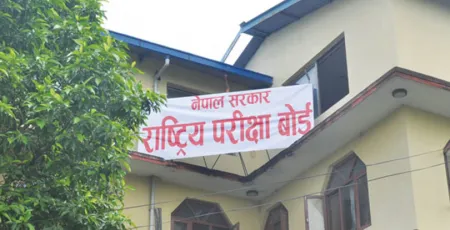 नेपाल सरकार
राष्ट्रिय परीक्षा बोर्ड